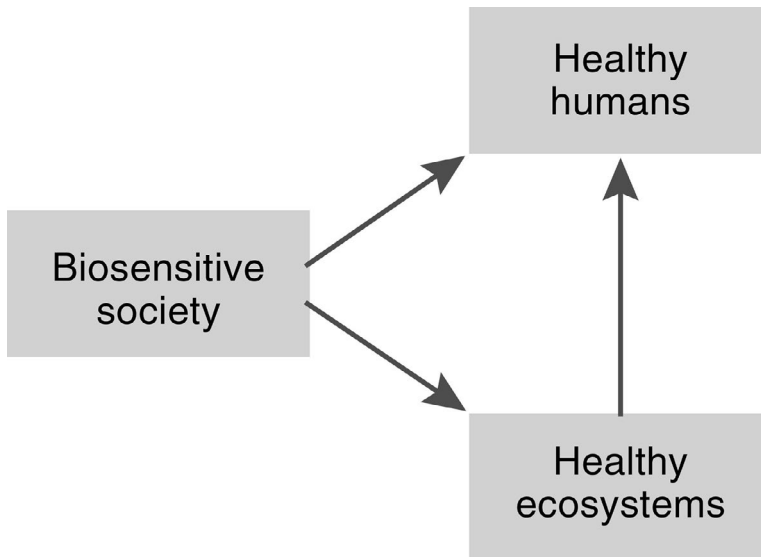 Healthy
humans
Biosensitive
society
Healthy
ecosystems